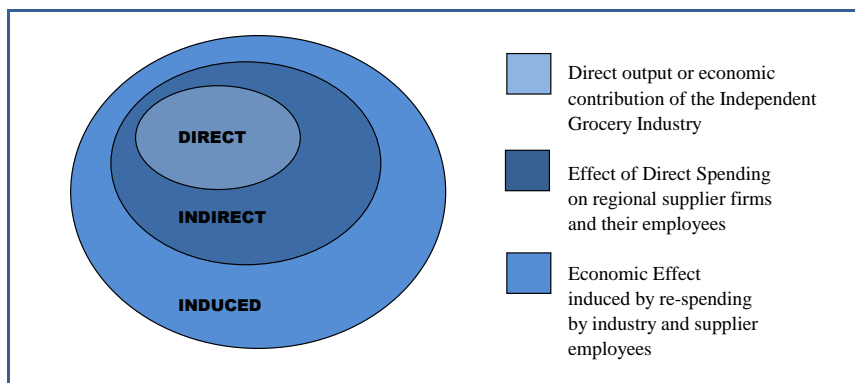 DIRECT
INDIRECT
INDUCED
Direct output or economic
contribution of the Independent
Grocery Industry
Effect of Direct Spending
on regional supplier firms
and their employees
Economic Effect
induced by re-spending
by industry and supplier
employees